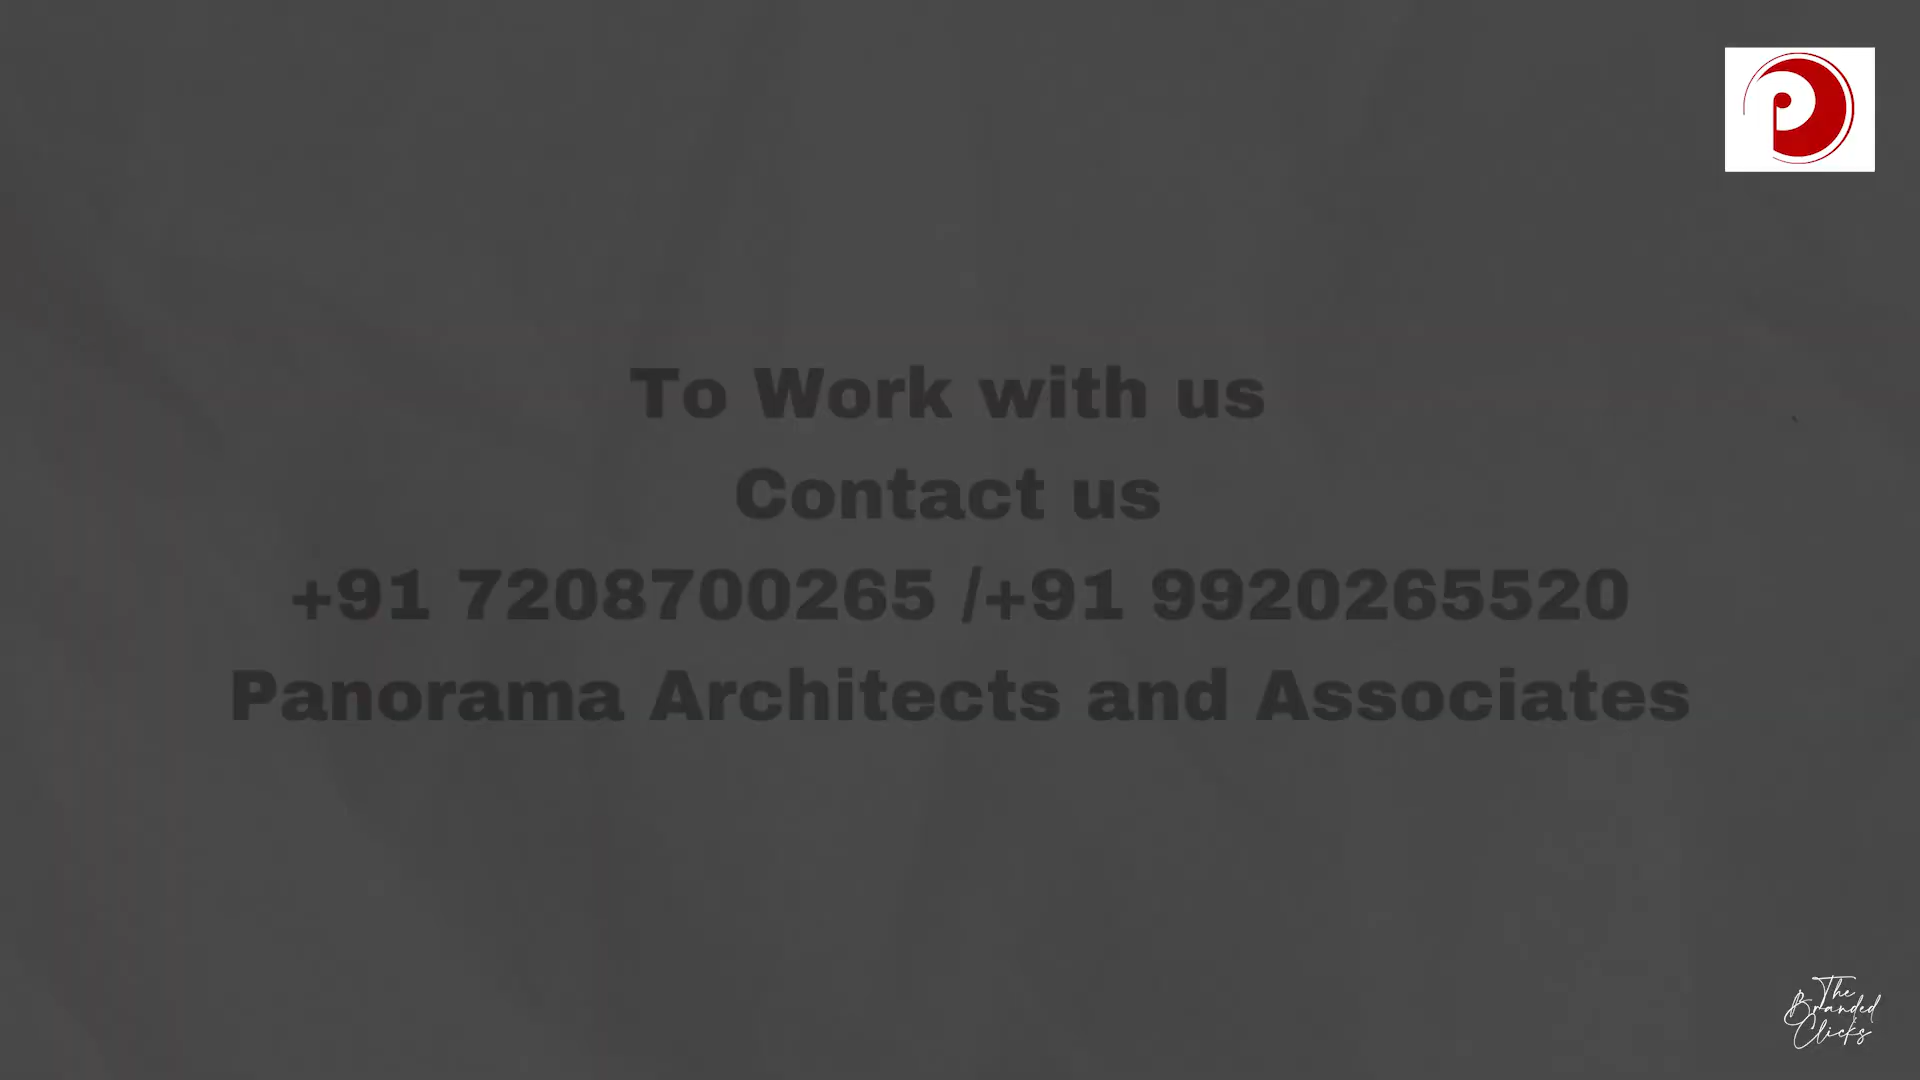 To Work with us
Contact us
+91 7208700265 /+91 9920265520
Panorama Architects and Associates
The
Branded
Clicks